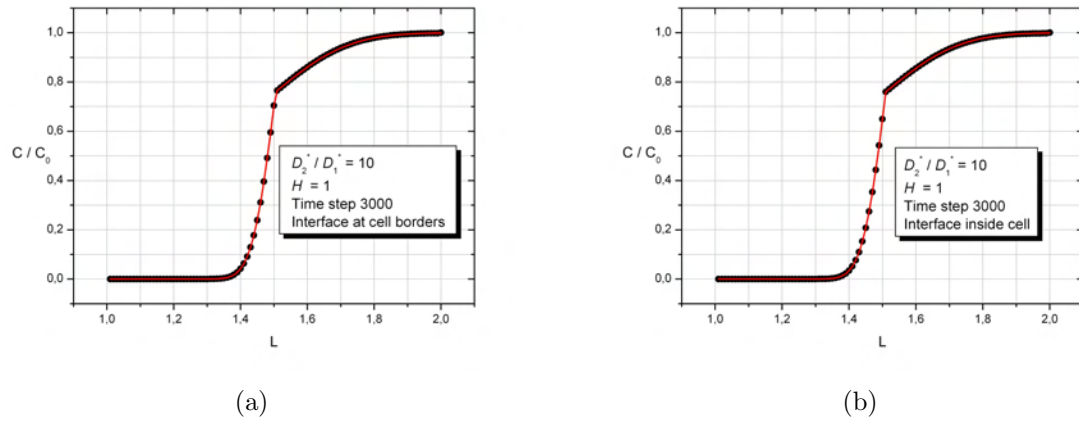 1,0
0,8
0,6
C / C0
0,4
0,2
0,0
D2* / D1* = 10
H = 1
Time step 3000
Interface at cell borders
1,0 1,2 1,4 1,6 1,8 2,0
L
(a)
1,0
0,8
0,6
C / C0
0,4
0,2
0,0
D2* / D1* = 10
H = 1
Time step 3000
Interface inside cell
1,0 1,2 1,4 1,6 1,8 2,0
L
(b)